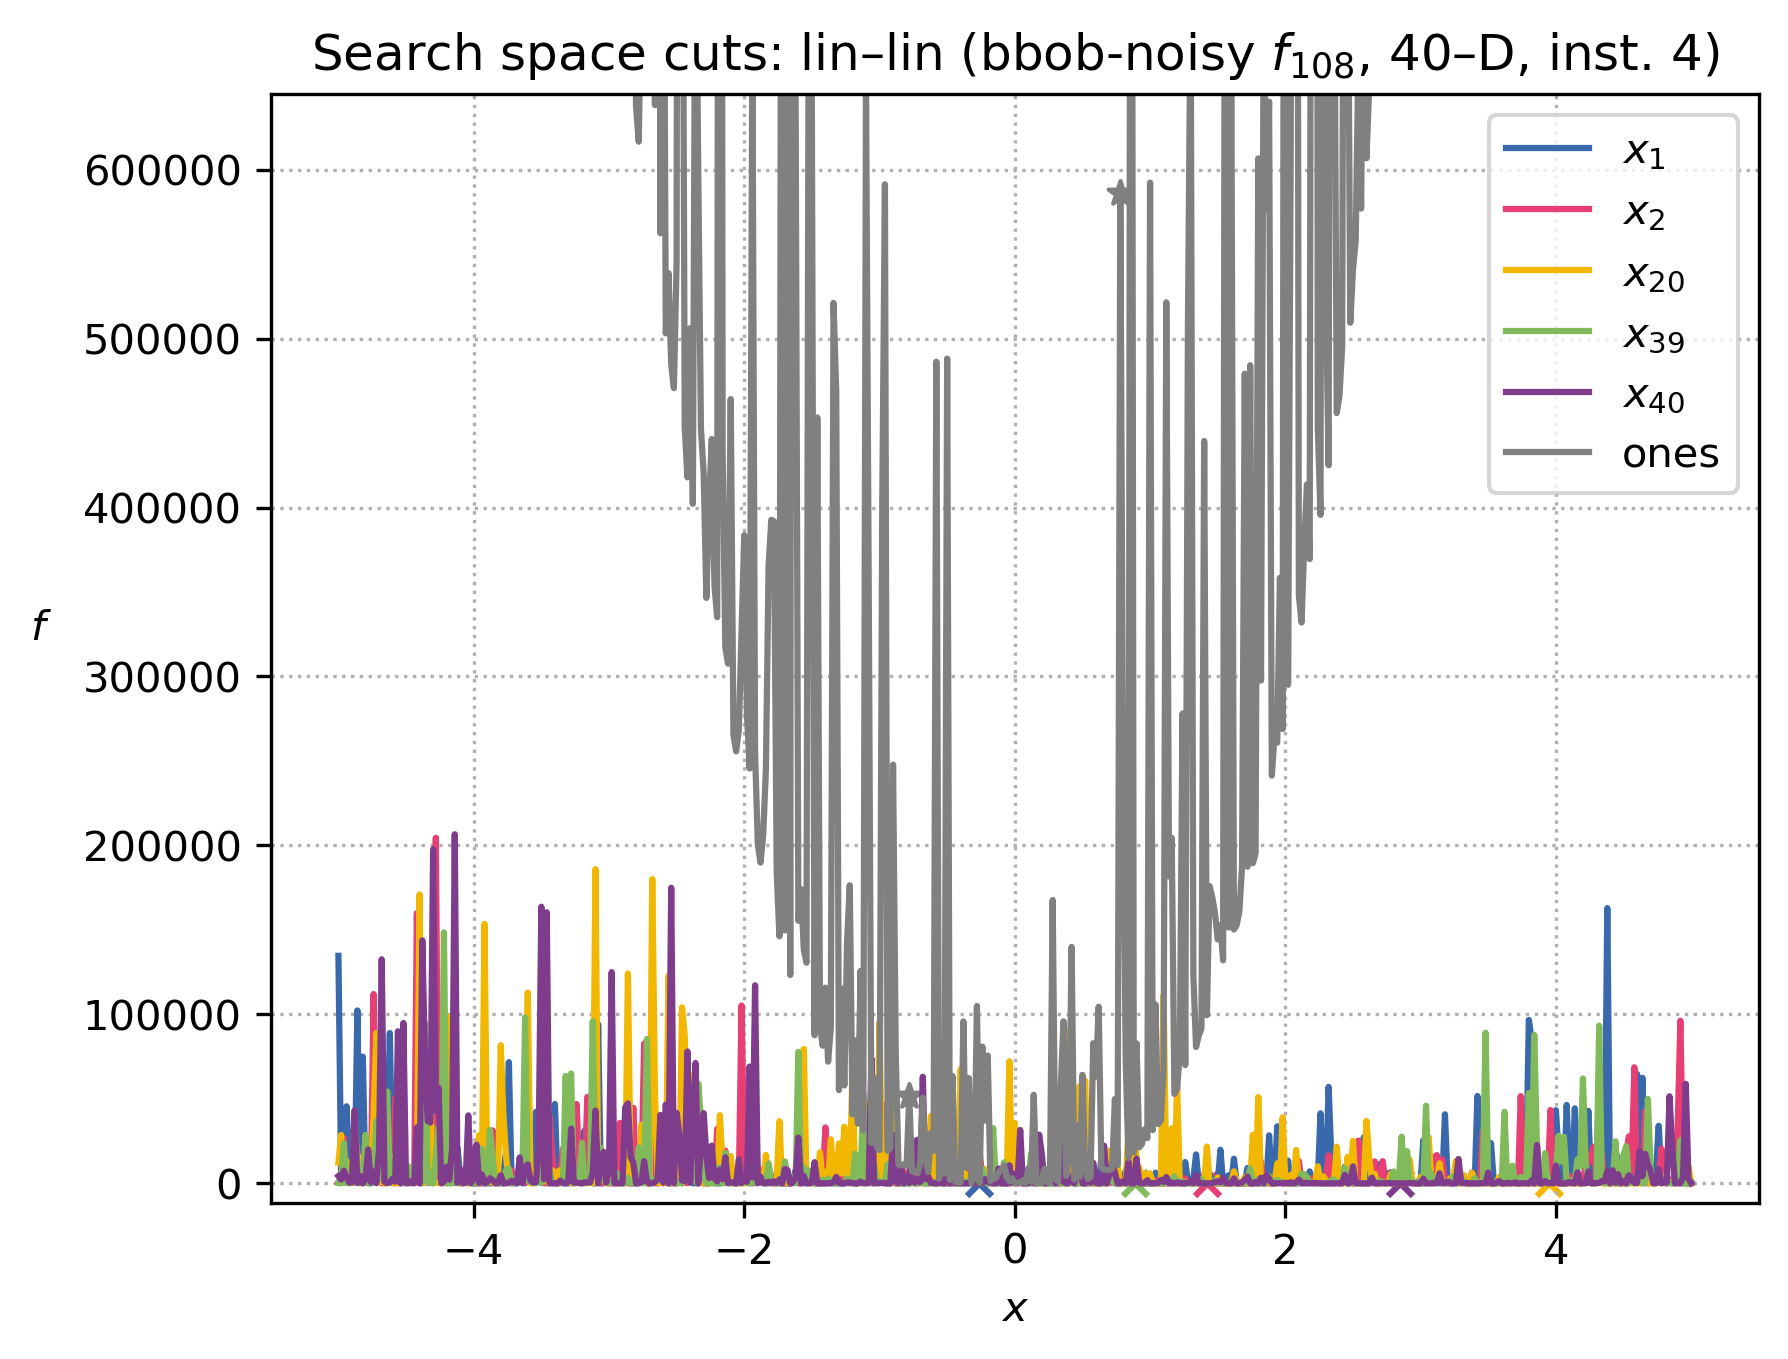 Search space cuts: lin–lin (bbob-noisy f₁₀₈, 40–D, inst. 4)
x₁
x₂
x₂₀
x₃₉
x₄₀
ones
600000
500000
400000
300000
200000
100000
0
f
−4 −2 0 2 4
x